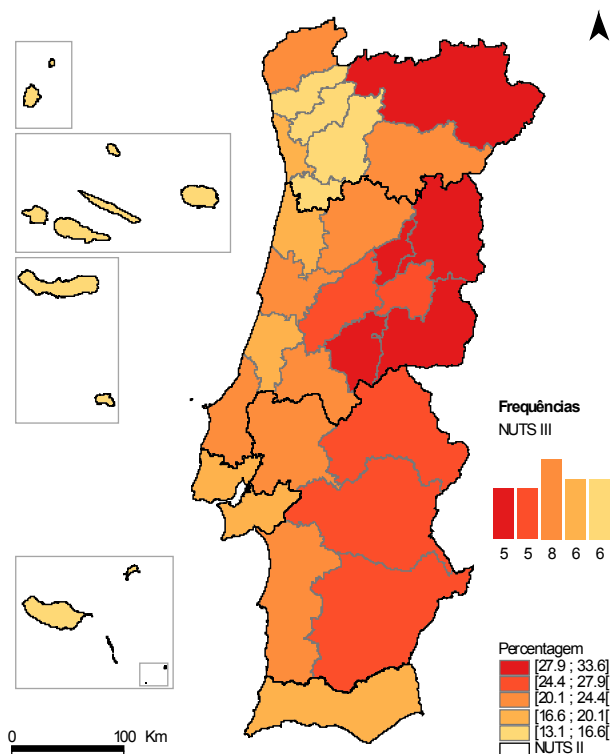 Frequências
NUTS III
5 5 8 6 6
Percentagem
[27.9 ; 33.6]
[24.4 ; 27.9[
[20.1 ; 24.4[
[16.6 ; 20.1[
[13.1 ; 16.6[
NUTS II
0 100 Km